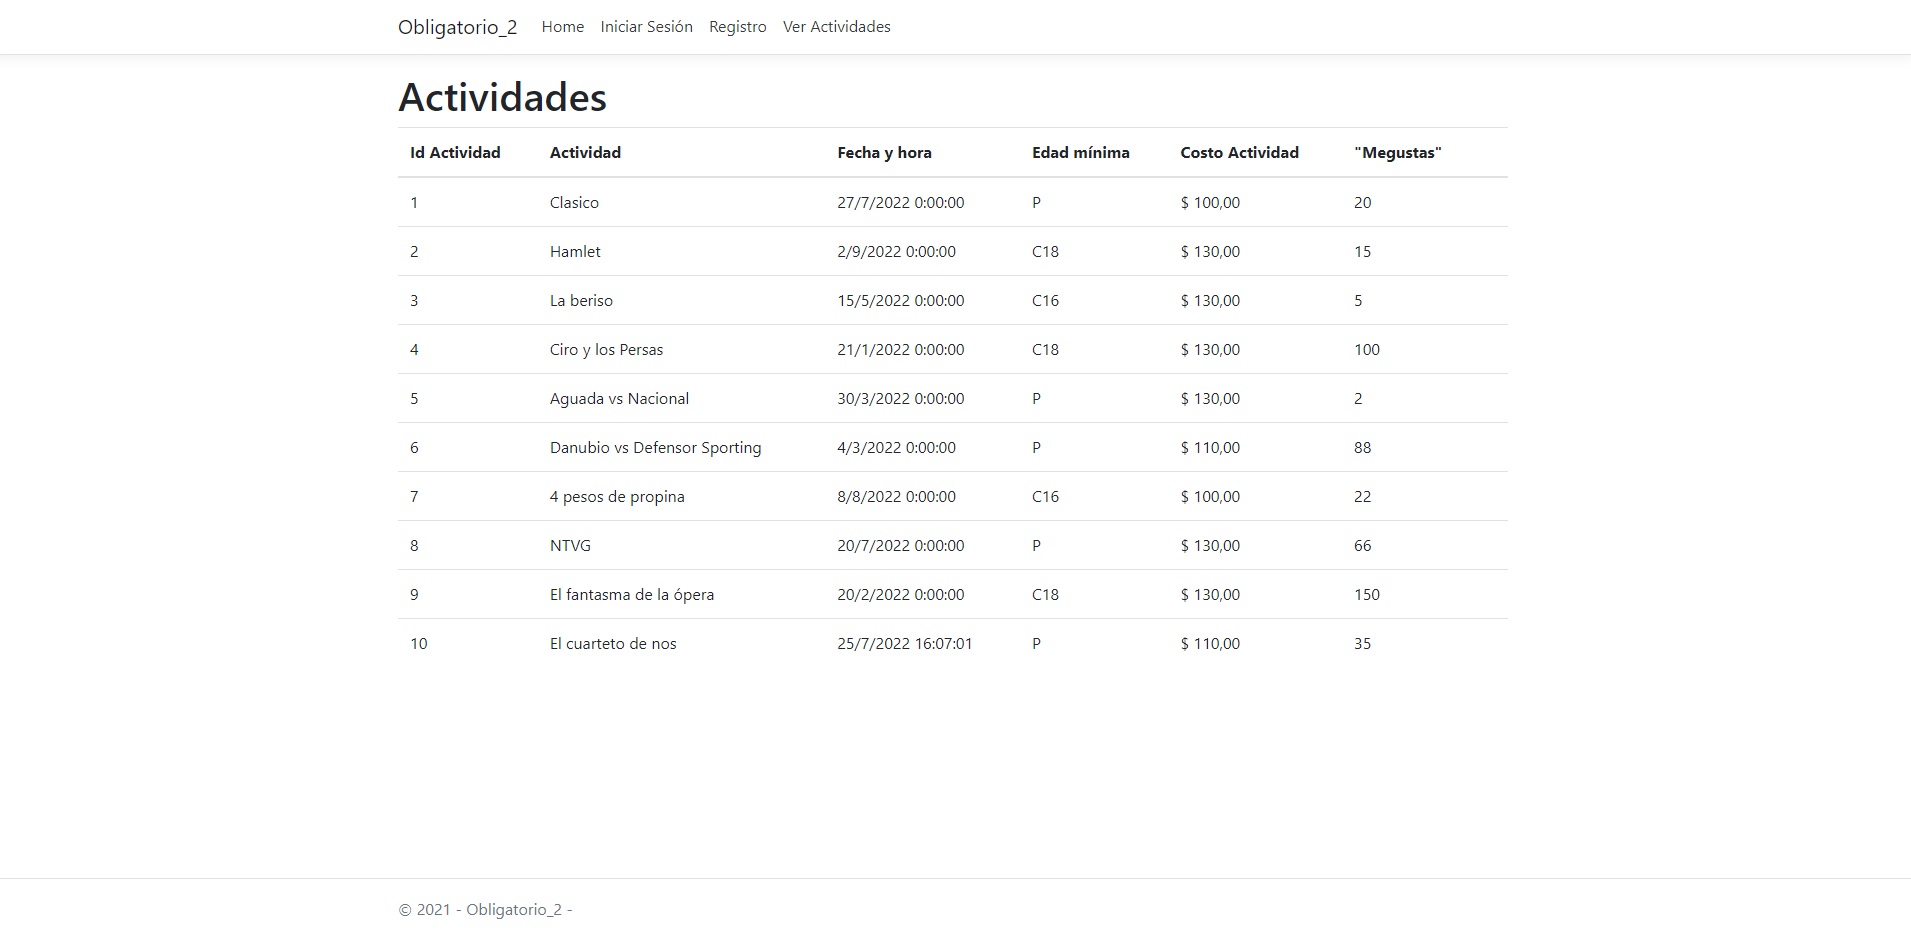 Obligatorio_2 Home Iniciar Sesión Registro Ver Actividades
Actividades
Id Actividad Actividad Fecha y hora Edad mínima Costo Actividad "Megustas"
1 Clasico 27/7/2022 0:00:00 P $ 100,00 20
2 Hamlet 2/9/2022 0:00:00 C18 $ 130,00 15
3 La beriso 15/5/2022 0:00:00 C16 $ 130,00 5
4 Ciro y los Persas 21/1/2022 0:00:00 C18 $ 130,00 100
5 Aguada vs Nacional 30/3/2022 0:00:00 P $ 130,00 2
6 Danubio vs Defensor Sporting 4/3/2022 0:00:00 P $ 110,00 88
7 4 pesos de propina 8/8/2022 0:00:00 C16 $ 100,00 22
8 NTVG 20/7/2022 0:00:00 P $ 130,00 66
9 El fantasma de la ópera 20/2/2022 0:00:00 C18 $ 130,00 150
10 El cuarteto de nos 25/7/2022 16:07:01 P $ 110,00 35
© 2021 - Obligatorio_2 -